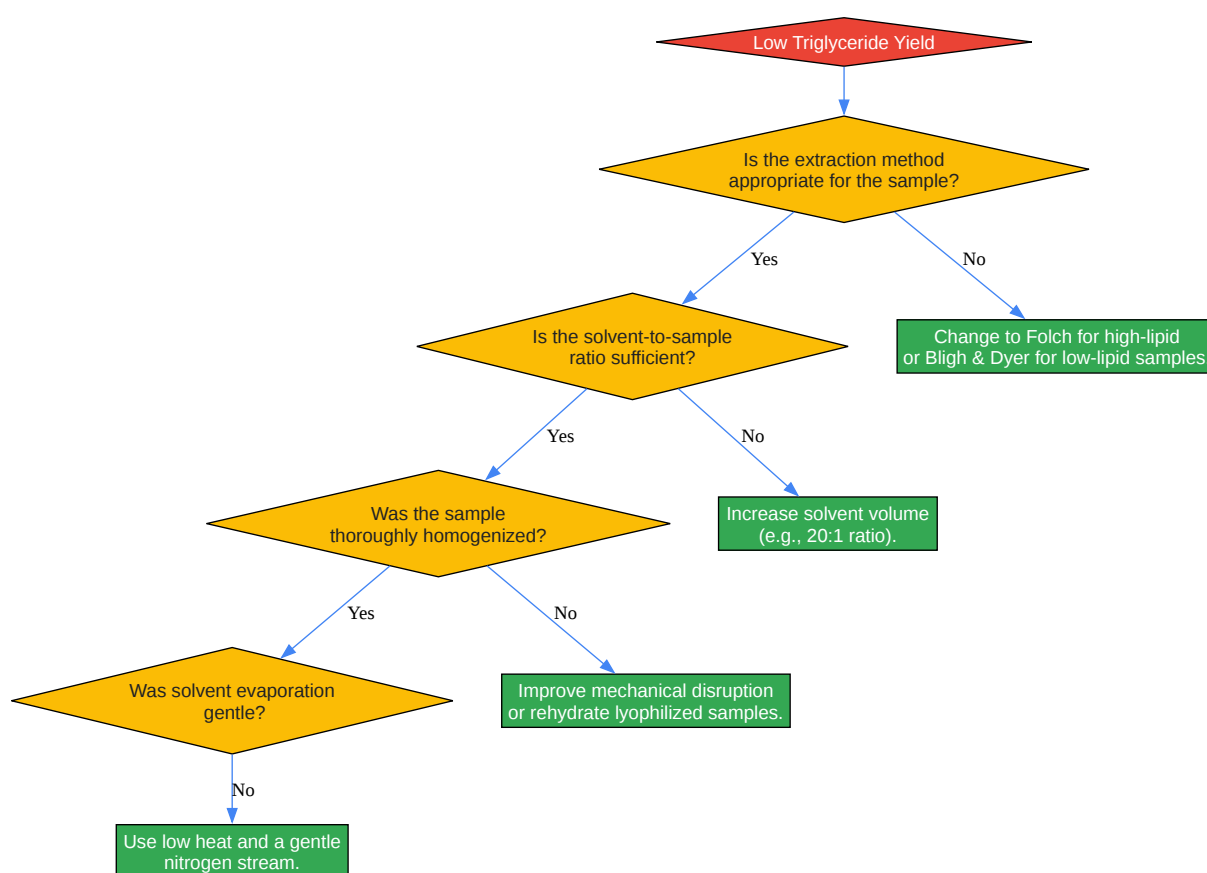 Low Triglyceride Yield
Is the extraction method
appropriate for the sample?
Yes
No
Is the solvent-to-sample
ratio sufficient?
Change to Folch for high-lipid
or Bligh & Dyer for low-lipid samples
Yes
No
Was the sample
thoroughly homogenized?
Increase solvent volume
(e.g., 20:1 ratio).
Yes
No
Was solvent evaporation
gentle?
Improve mechanical disruption
or rehydrate lyophilized samples.
No
Use low heat and a gentle
nitrogen stream.